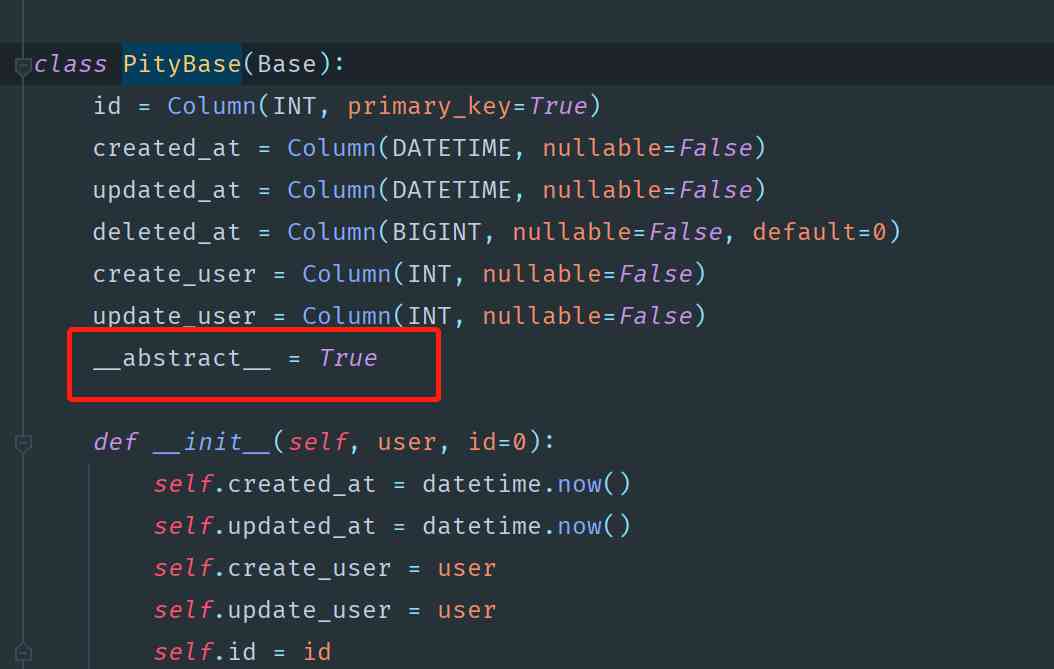 class PityBase(Base):
    id = Column(INT, primary_key=True)
    created_at = Column(DATETIME, nullable=False)
    updated_at = Column(DATETIME, nullable=False)
    deleted_at = Column(BIGINT, nullable=False, default=0)
    create_user = Column(INT, nullable=False)
    update_user = Column(INT, nullable=False)
    __abstract__ = True
    def __init__(self, user, id=0):
        self.created_at = datetime.now()
        self.updated_at = datetime.now()
        self.create_user = user
        self.update_user = user
        self.id = id